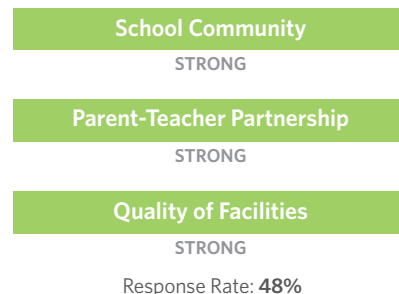 School Community
STRONG
Parent-Teacher Partnership
STRONG
Quality of Facilities
STRONG
Response Rate: 48%